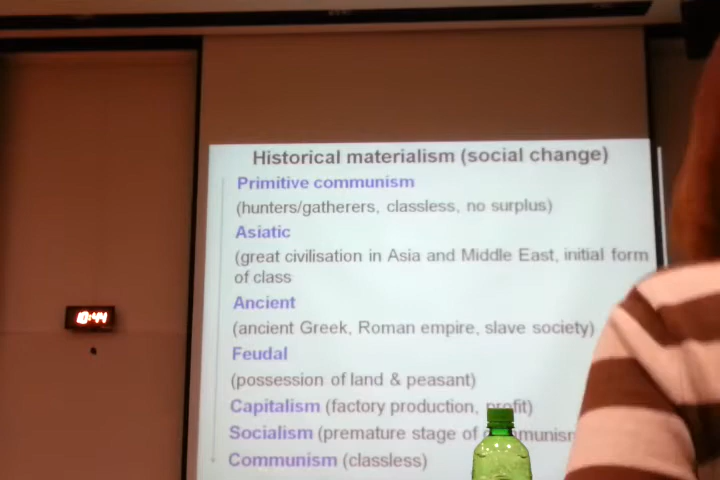 Historical materialism (social change)
Primitive communism
(hunters/gatherers, classless, no surplus)
Asiatic
(great civilisation in Asia and Middle East, initial form
of class
Ancient
(ancient Greek, Roman empire, slave society)
Feudal
(possession of land & peasant)
Capitalism (factory production, profit)
Socialism (premature stage of
Communism (classless)
10:44